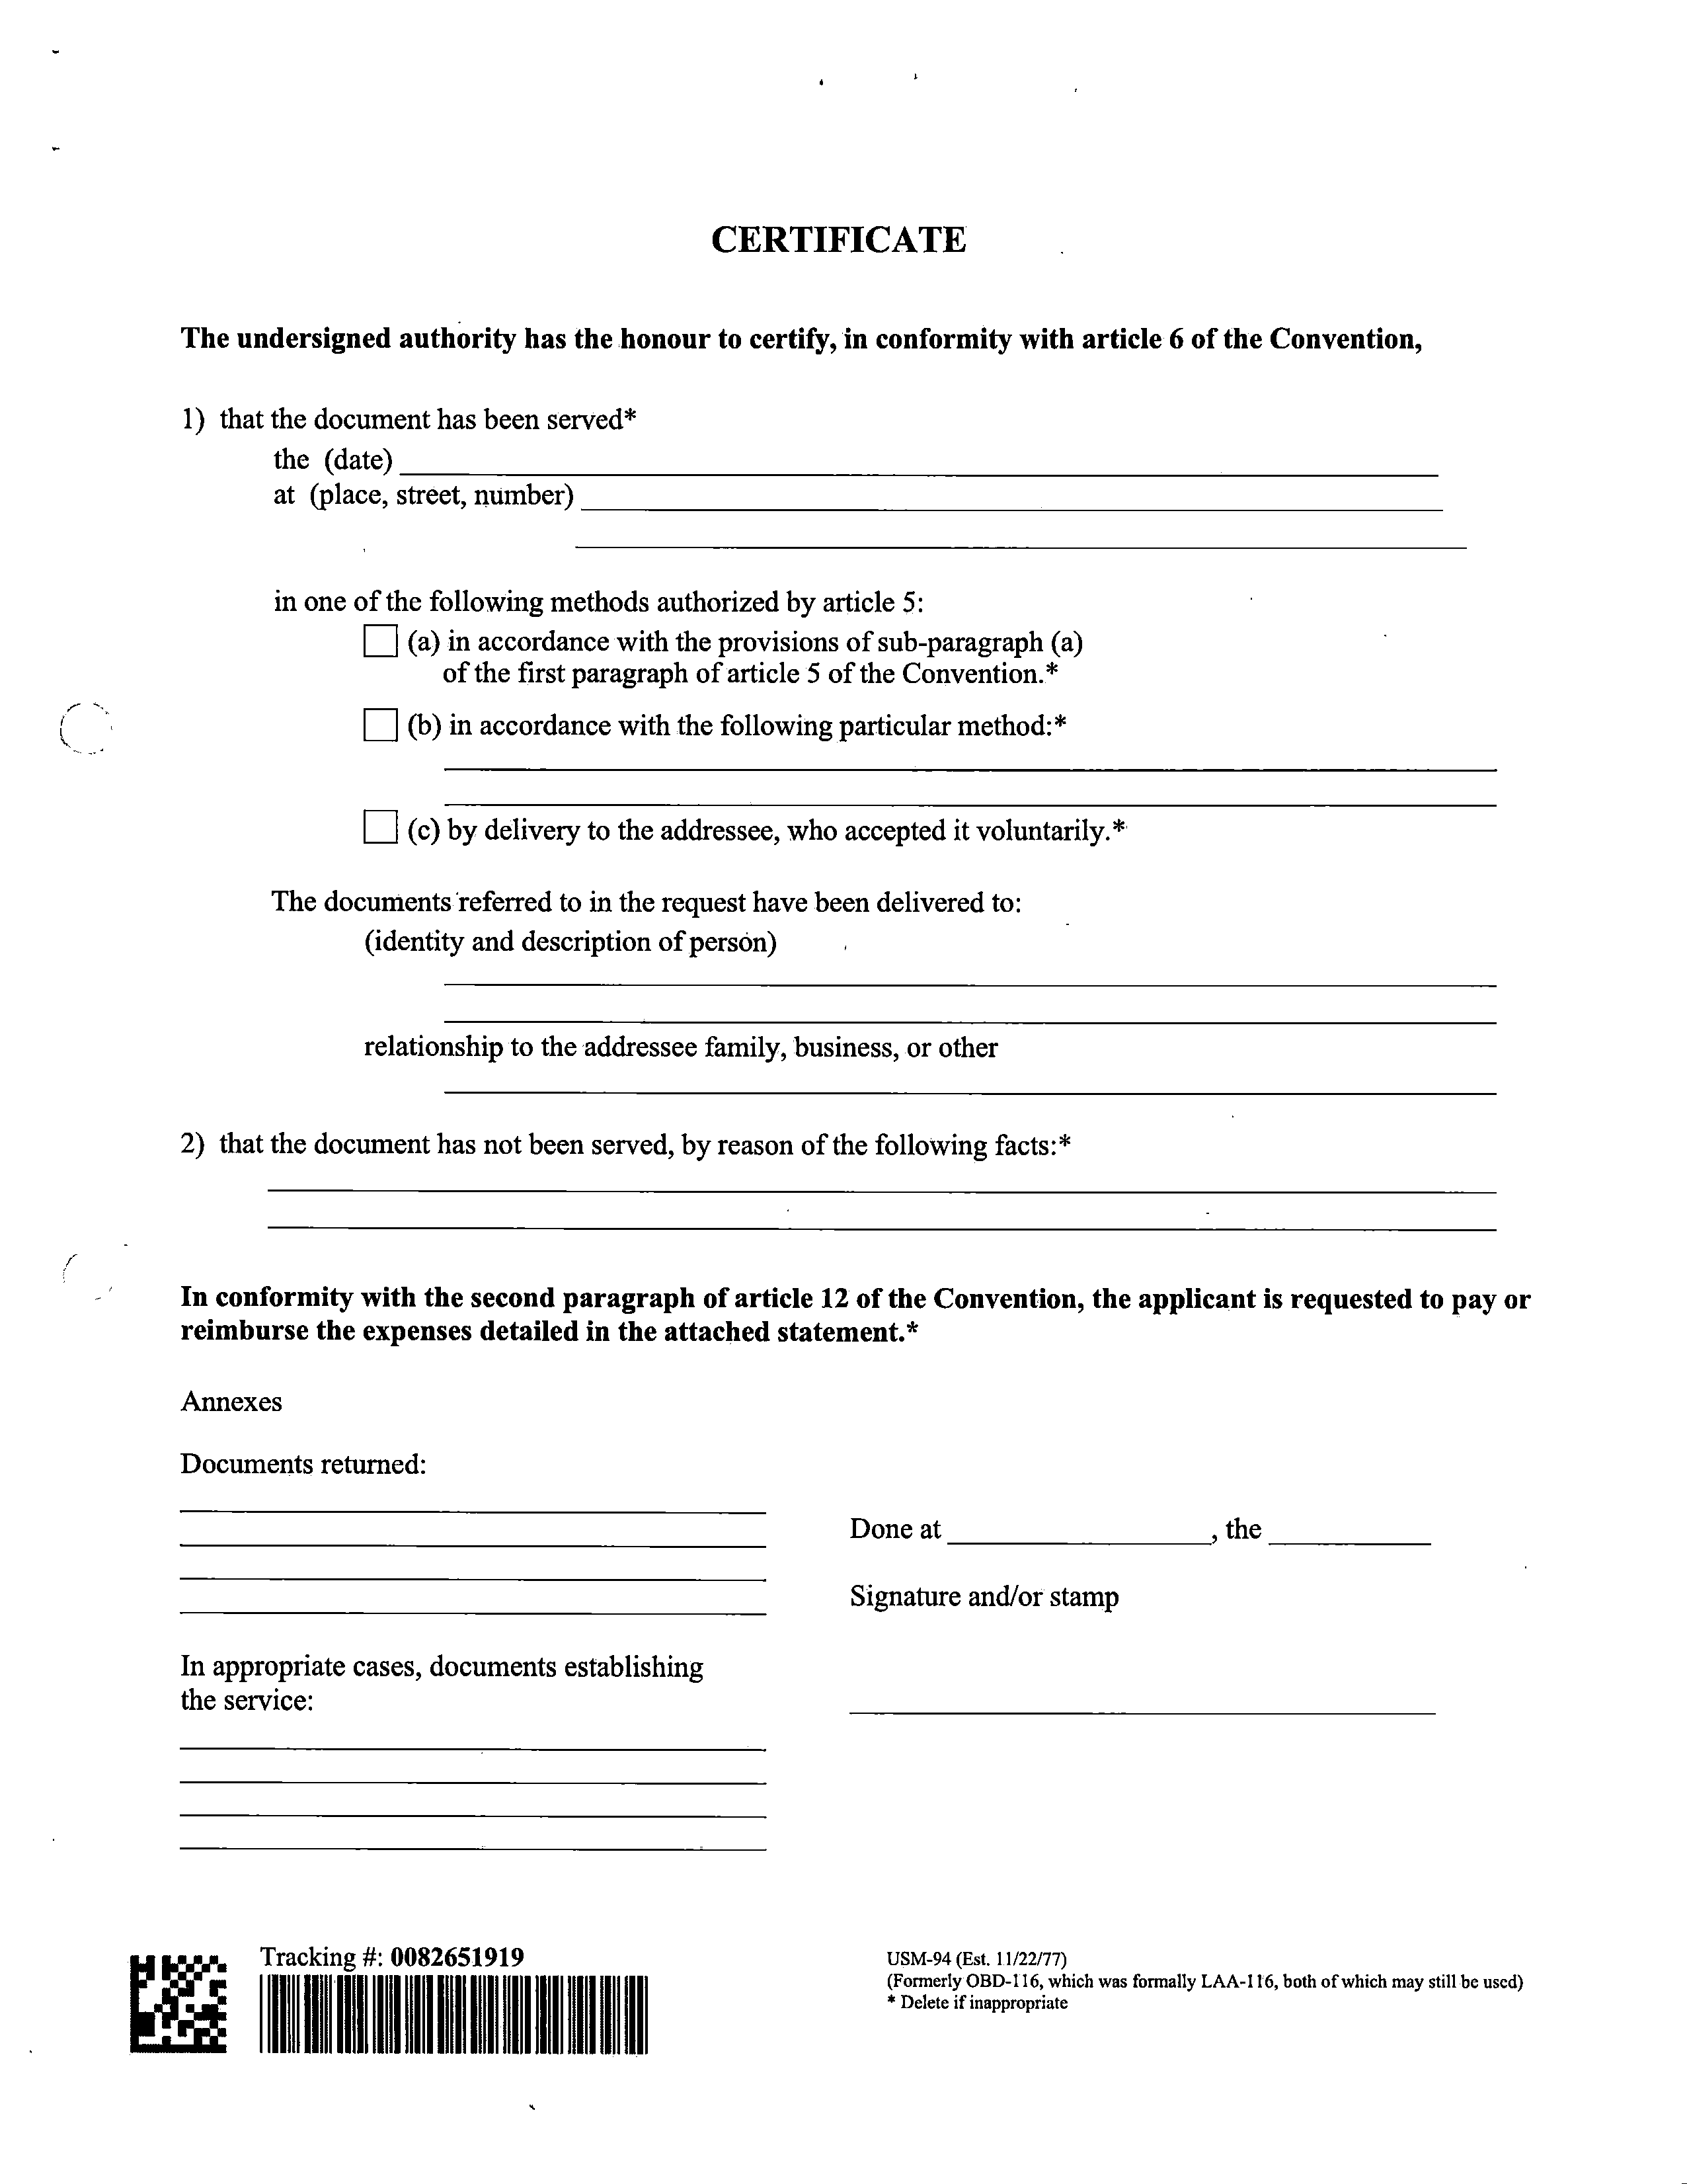 CERTIFICATE
The undersigned authority has the honour to certify, in conformity with article 6 of the Convention,
1) that the document has been served*
the (date)
at (place, street, number)
in one of the following methods authorized by article 5:
(a) in accordance with the provisions of sub-paragraph (a)
of the first paragraph of article 5 of the Convention.*
(b) in accordance with the following particular method:*
(c) by delivery to the addressee, who accepted it voluntarily.*
The documents referred to in the request have been delivered to:
(identity and description of person)
relationship to the addressee family, business, or other
2) that the document has not been served, by reason of the following facts:*
In conformity with the second paragraph of article 12 of the Convention, the applicant is requested to pay or
reimburse the expenses detailed in the attached statement.*
Annexes
Documents returned:
Done at , the
Signature and/or stamp
In appropriate cases, documents establishing
the service:
Tracking #: 0082651919
USM-94 (Est. 11/22/77)
(Formerly OBD-116, which was formally LAA-116, both of which may still be used)
* Delete if inappropriate